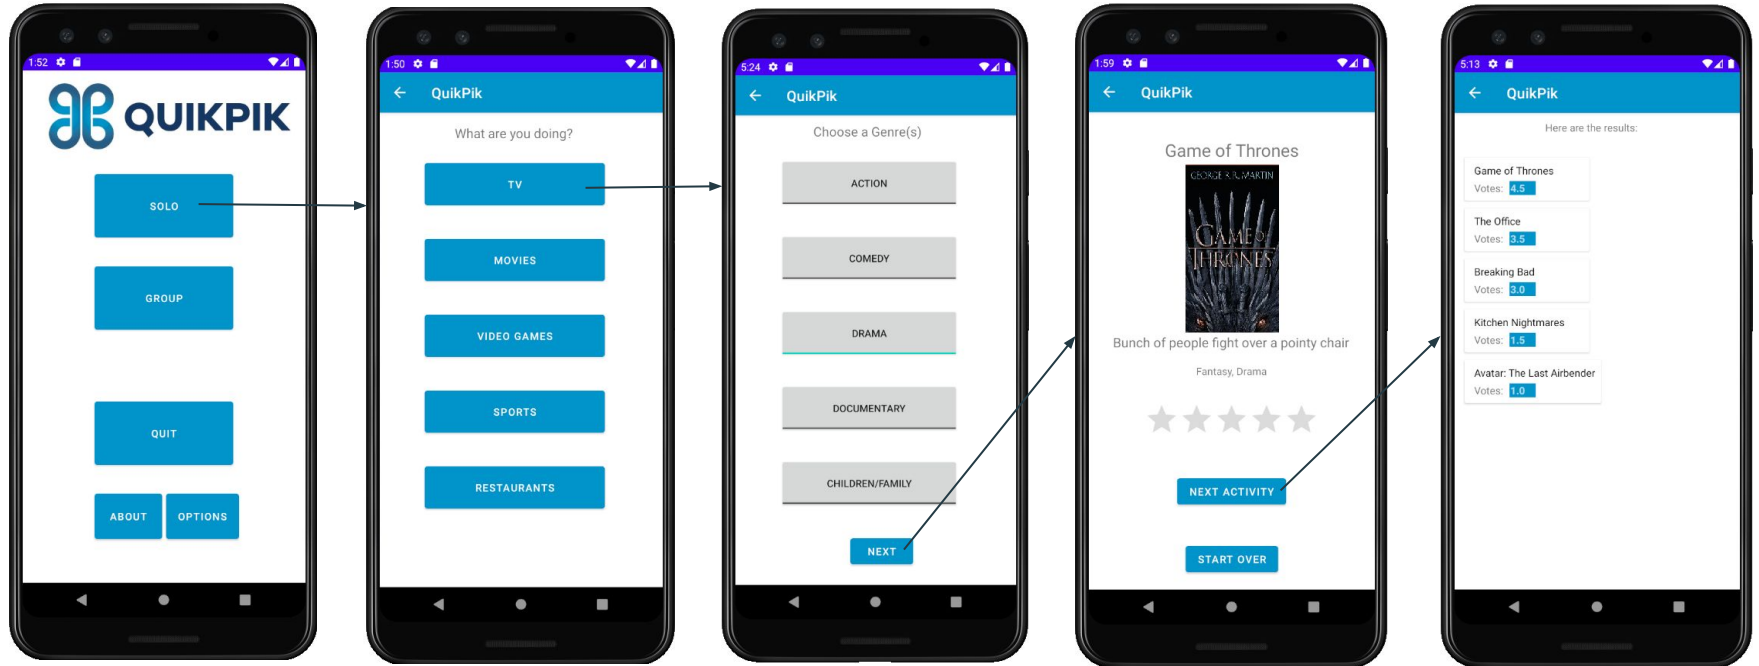 1:52
QUIKPIK
SOLO
GROUP
QUIT
ABOUT OPTIONS
1:50
QuikPik
What are you doing?
TV
MOVIES
VIDEO GAMES
SPORTS
RESTAURANTS
5:24
QuikPik
Choose a Genre(s)
ACTION
COMEDY
DRAMA
DOCUMENTARY
CHILDREN/FAMILY
NEXT
1:59
QuikPik
Game of Thrones
GEORGE R.R. MARTIN
GAME OF
THRONES
Bunch of people fight over a pointy chair
Fantasy, Drama
NEXT ACTIVITY
START OVER
5:13
QuikPik
Here are the results:
Game of Thrones
Votes: 4.5
The Office
Votes: 3.5
Breaking Bad
Votes: 3.0
Kitchen Nightmares
Votes: 1.5
Avatar: The Last Airbender
Votes: 1.0